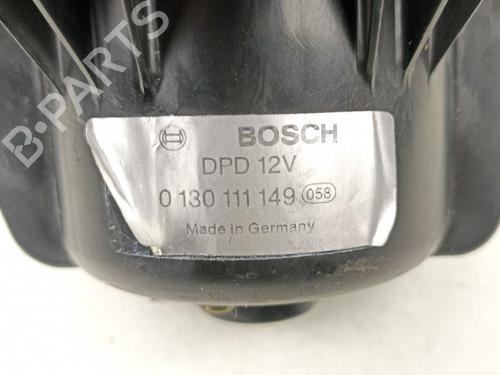 BOSCH
DPD 12V
0 130 111 149 058
Made in Germany
B-PARTS